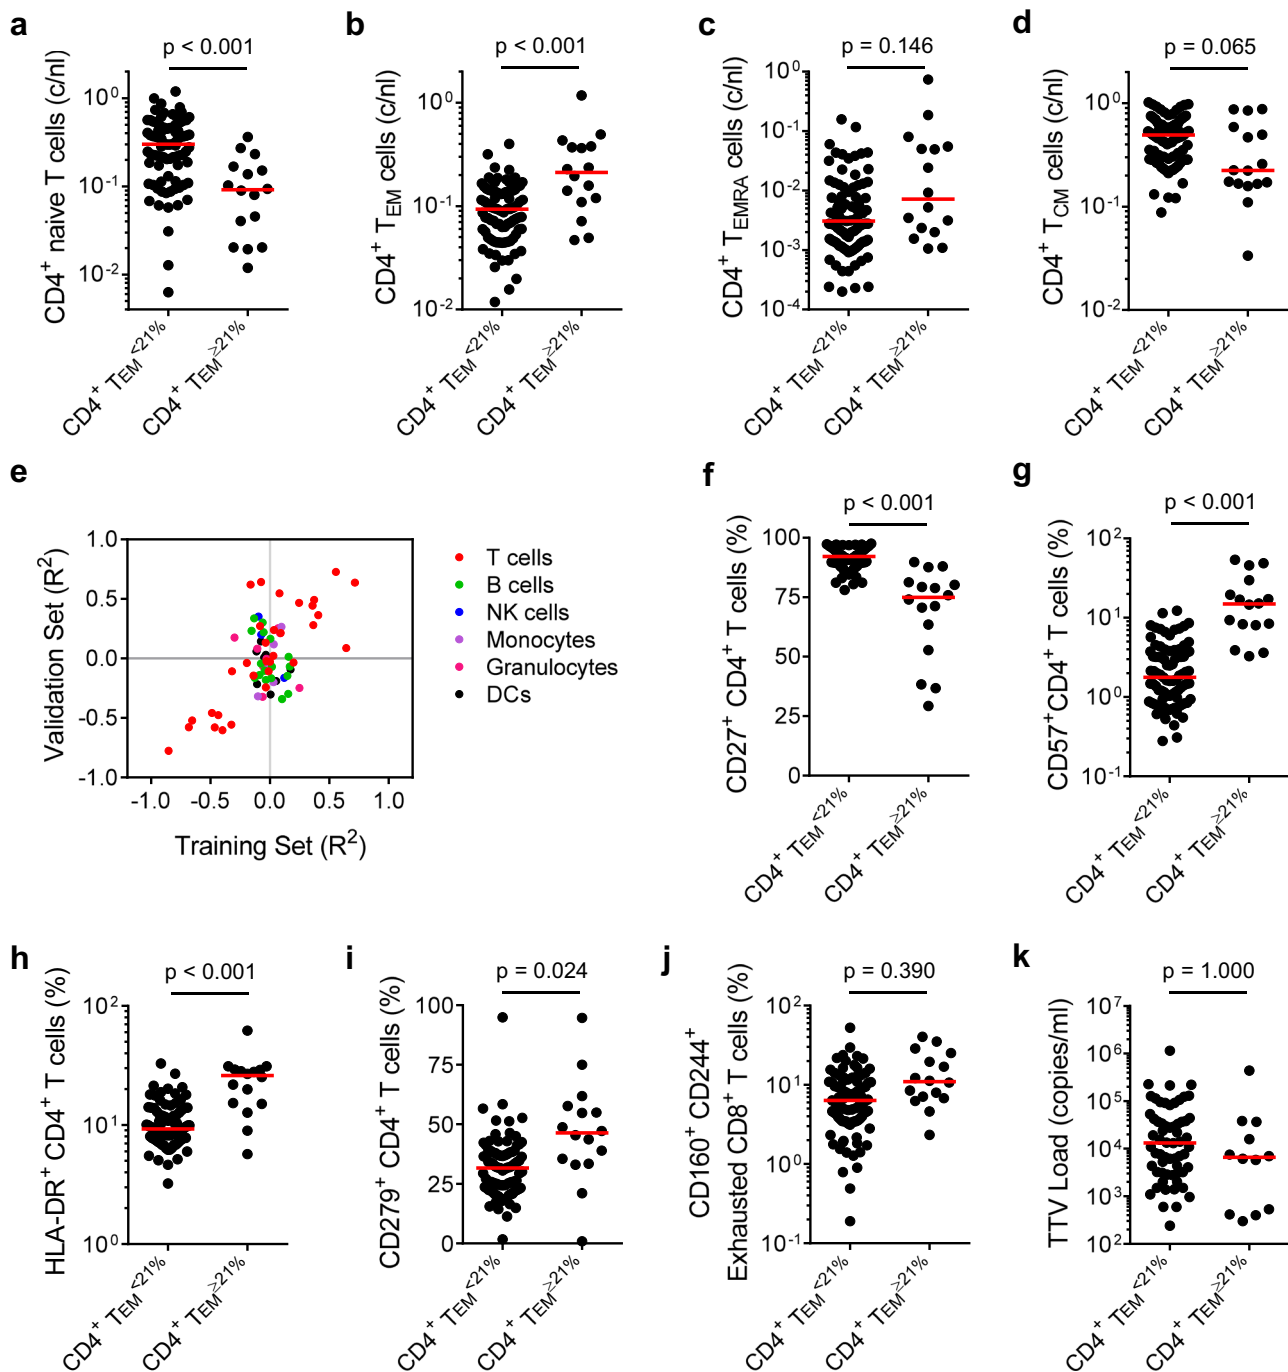 a
p < 0.001
CD4+ naive T cells (c/nl)
10^0
10^-1
10^-2
CD4+ TEM <21%
CD4+ TEM ≥21%
b
p < 0.001
CD4+ TEM cells (c/nl)
10^0
10^-1
10^-2
CD4+ TEM <21%
CD4+ TEM ≥21%
c
p = 0.146
CD4+ TEMRA cells (c/nl)
10^0
10^-1
10^-2
10^-3
10^-4
CD4+ TEM <21%
CD4+ TEM ≥21%
d
p = 0.065
CD4+ TCM cells (c/nl)
10^0
10^-1
10^-2
CD4+ TEM <21%
CD4+ TEM ≥21%
e
Validation Set (R^2)
1.0
0.5
0.0
-0.5
-1.0
-1.0 -0.5 0.0 0.5 1.0
Training Set (R^2)
T cells
B cells
NK cells
Monocytes
Granulocytes
DCs
f
p < 0.001
CD27+ CD4+ T cells (%)
100
75
50
25
0
CD4+ TEM <21%
CD4+ TEM ≥21%
g
p < 0.001
CD57+CD4+ T cells (%)
10^2
10^1
10^0
10^-1
CD4+ TEM <21%
CD4+ TEM ≥21%
h
p < 0.001
HLA-DR+ CD4+ T cells (%)
10^2
10^1
10^0
CD4+ TEM <21%
CD4+ TEM ≥21%
i
p = 0.024
CD279+ CD4+ T cells (%)
100
75
50
25
0
CD4+ TEM <21%
CD4+ TEM ≥21%
j
p = 0.390
CD160+ CD244+
Exhausted CD8+ T cells (%)
10^2
10^1
10^0
10^-1
CD4+ TEM <21%
CD4+ TEM ≥21%
k
p = 1.000
TTV Load (copies/ml)
10^7
10^6
10^5
10^4
10^3
10^2
CD4+ TEM <21%
CD4+ TEM ≥21%